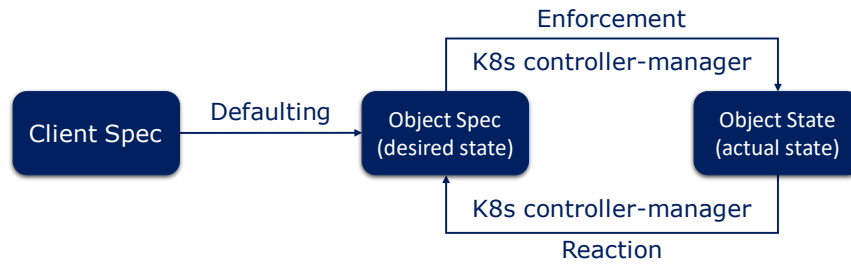 Enforcement
K8s controller-manager
Client Spec
Defaulting
Object Spec
(desired state)
Object State
(actual state)
K8s controller-manager
Reaction